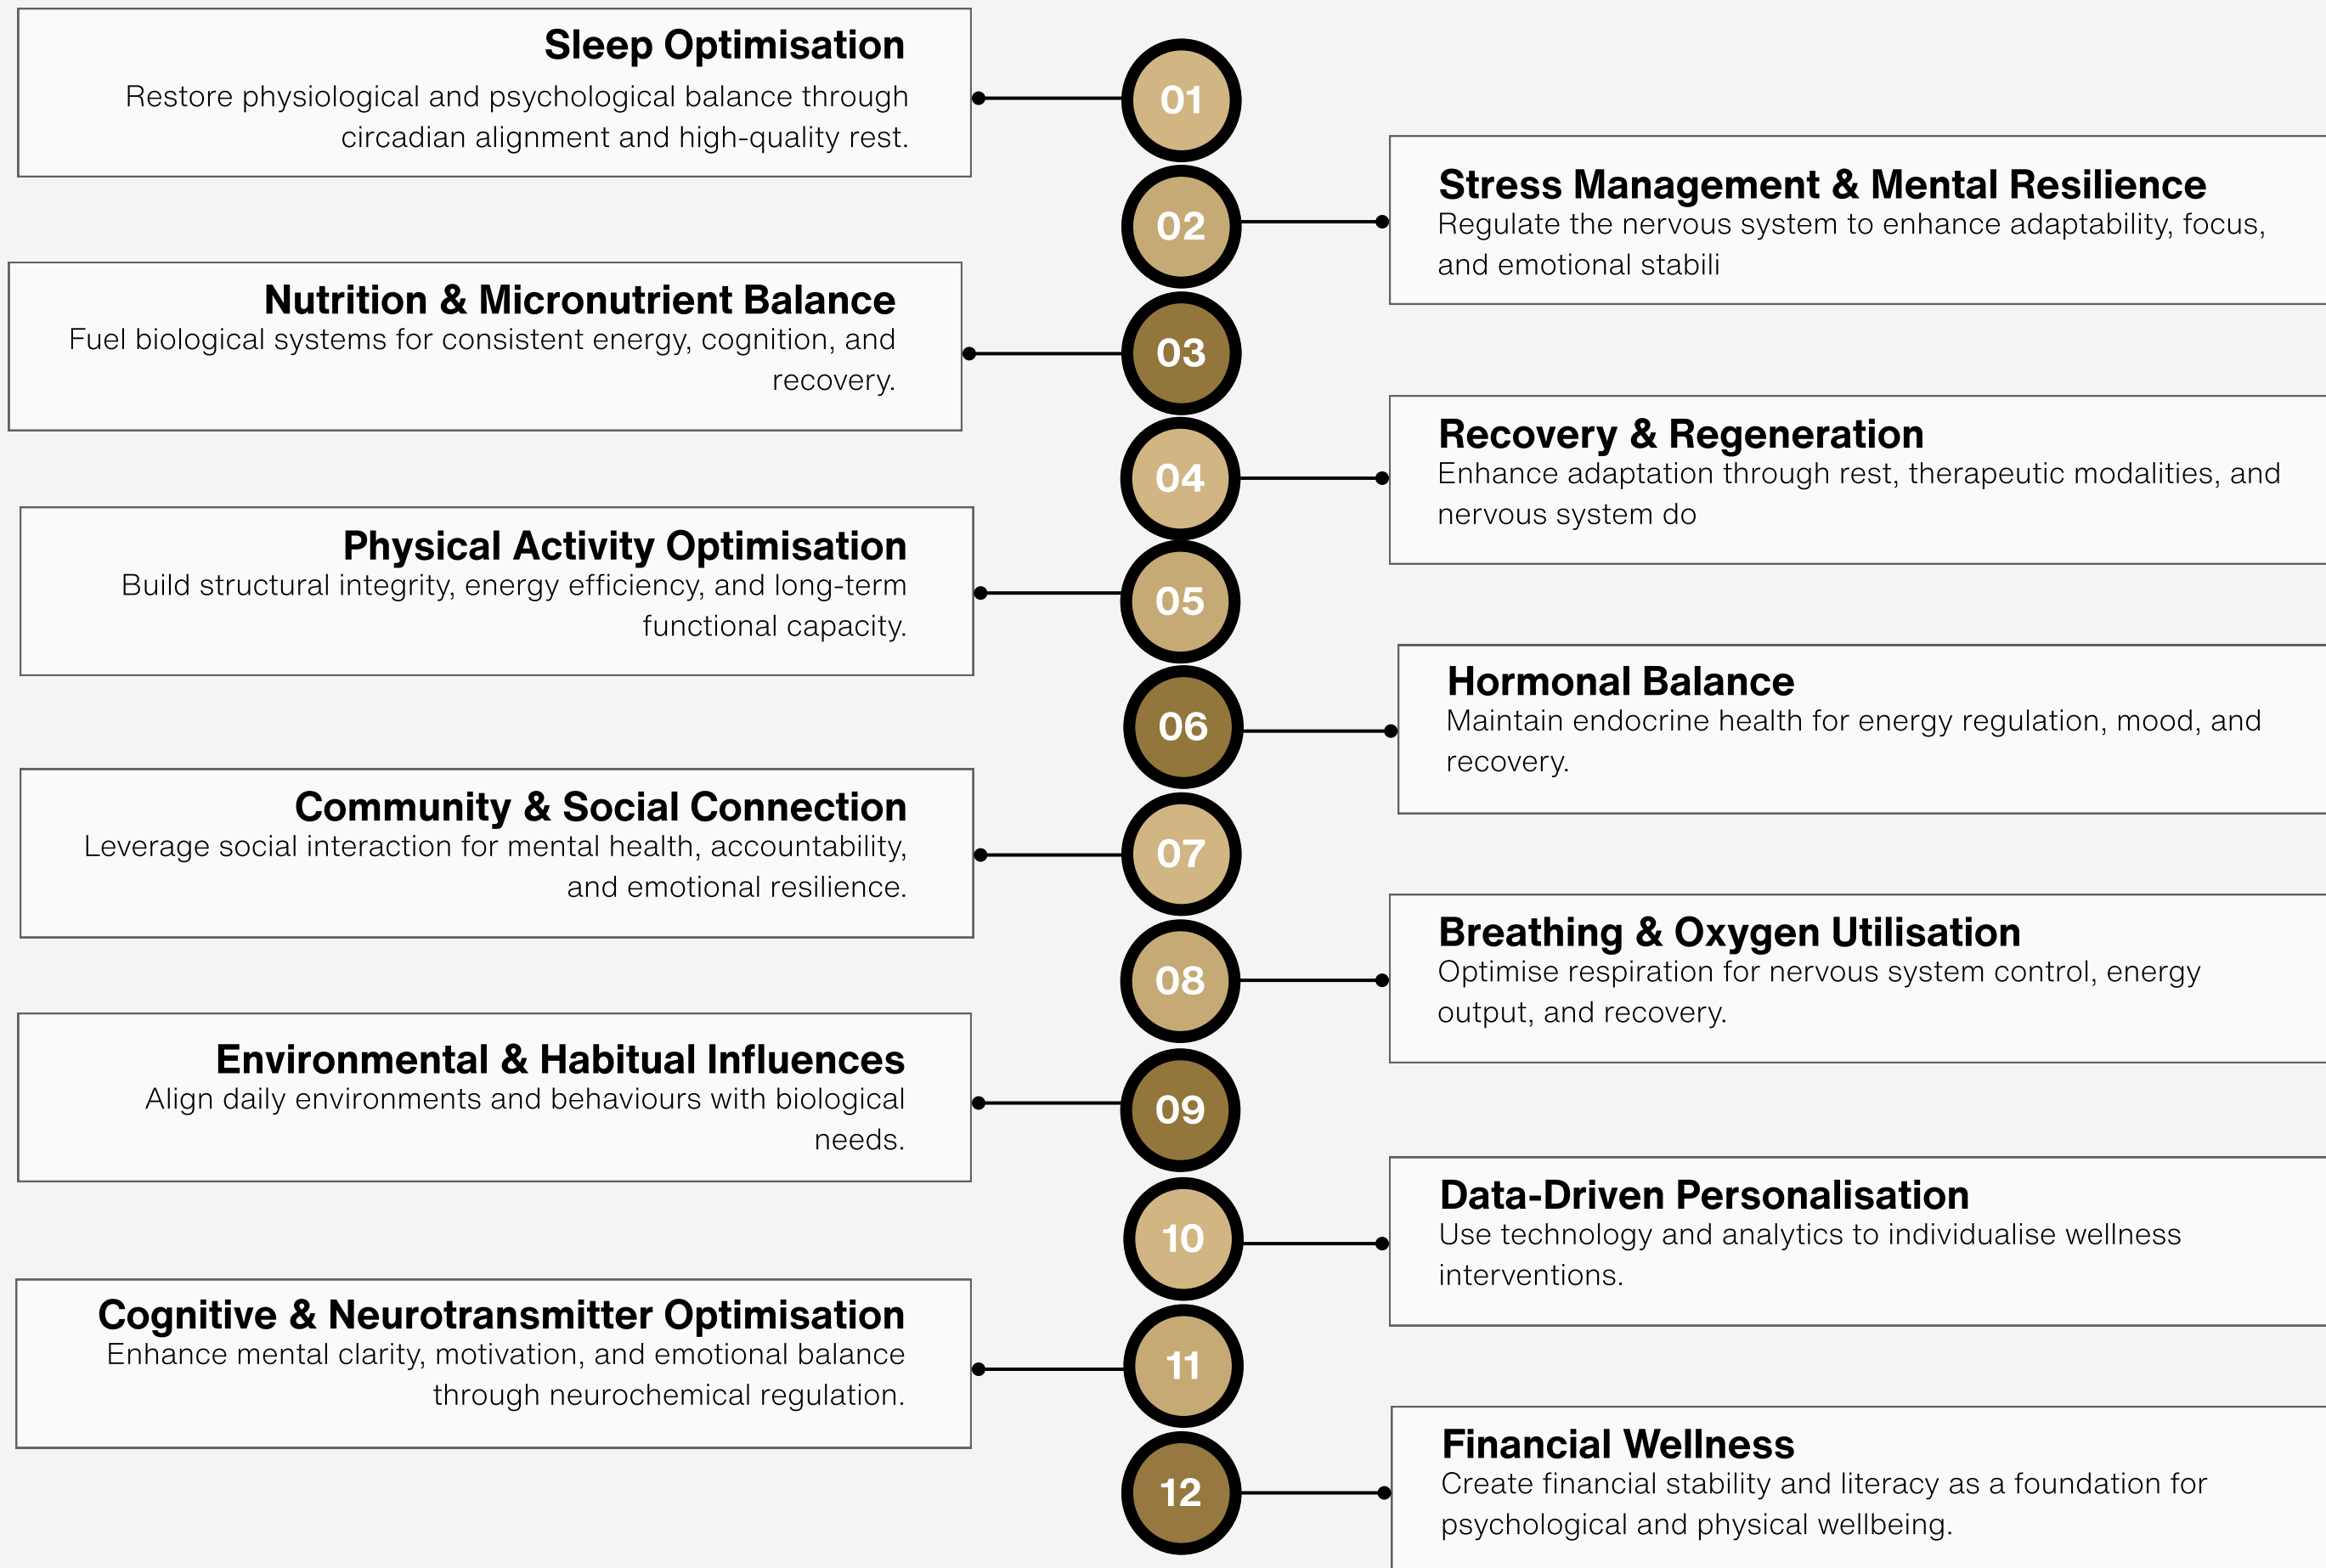 Sleep Optimisation
Restore physiological and psychological balance through
circadian alignment and high-quality rest.
01
Stress Management & Mental Resilience
Regulate the nervous system to enhance adaptability, focus,
and emotional stabili
02
Nutrition & Micronutrient Balance
Fuel biological systems for consistent energy, cognition, and
recovery.
03
Recovery & Regeneration
Enhance adaptation through rest, therapeutic modalities, and
nervous system do
04
Physical Activity Optimisation
Build structural integrity, energy efficiency, and long-term
functional capacity.
05
Hormonal Balance
Maintain endocrine health for energy regulation, mood, and
recovery.
06
Community & Social Connection
Leverage social interaction for mental health, accountability,
and emotional resilience.
07
Breathing & Oxygen Utilisation
Optimise respiration for nervous system control, energy
output, and recovery.
08
Environmental & Habitual Influences
Align daily environments and behaviours with biological
needs.
09
Data-Driven Personalisation
Use technology and analytics to individualise wellness
interventions.
10
Cognitive & Neurotransmitter Optimisation
Enhance mental clarity, motivation, and emotional balance
through neurochemical regulation.
11
Financial Wellness
Create financial stability and literacy as a foundation for
psychological and physical wellbeing.
12